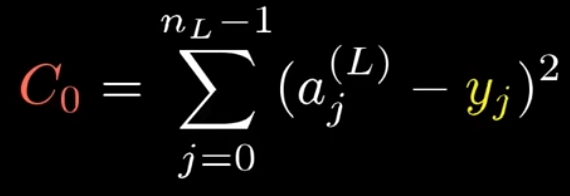 C_0 = \sum_{j=0}^{n_L-1} (a_j^{(L)} - y_j)^2